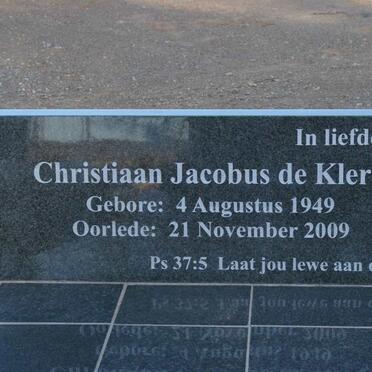 In liefde
Christiaan Jacobus de Kler
Gebore: 4 Augustus 1949
Oorlede: 21 November 2009
Ps 37:5 Laat jou lewe aan